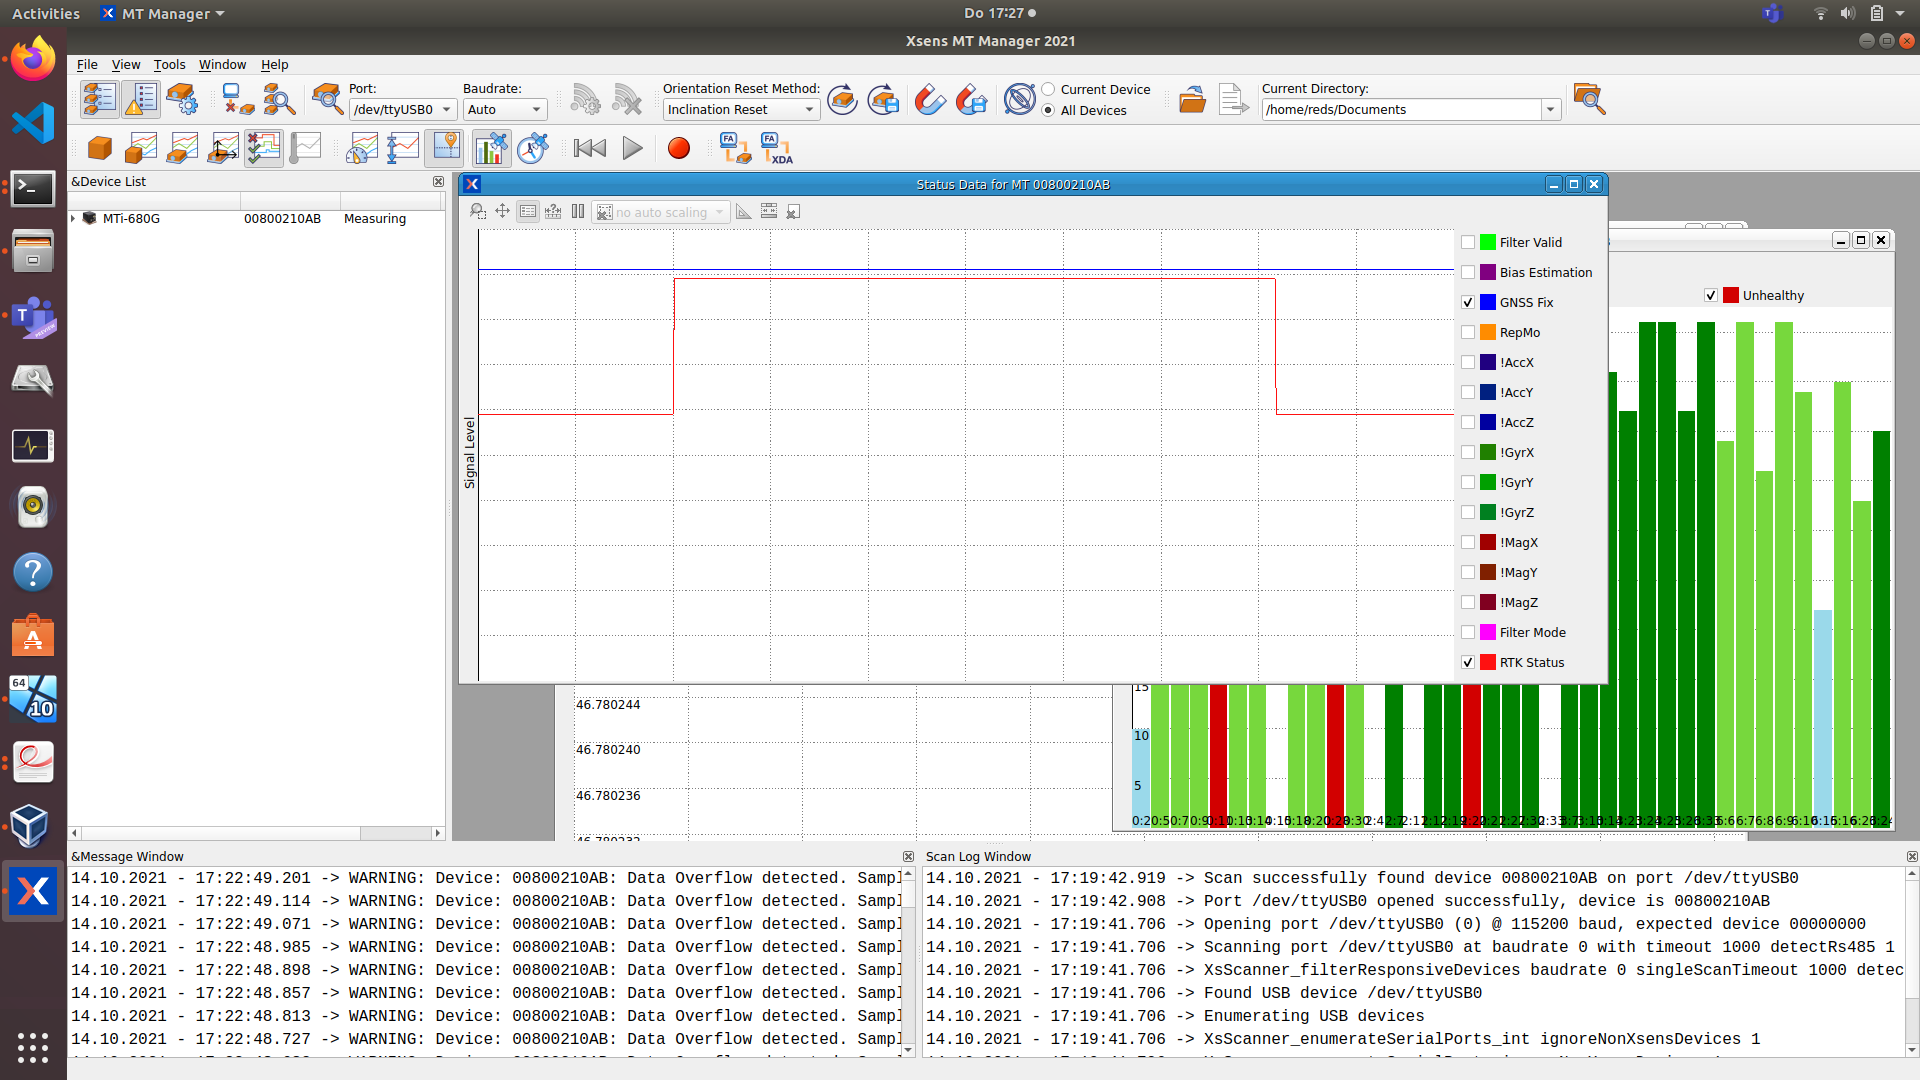 Activities
MT Manager
Do 17:27
Xsens MT Manager 2021
File View Tools Window Help
Port:
/dev/ttyUSB0
Baudrate:
Auto
Orientation Reset Method:
Inclination Reset
Current Device
All Devices
Current Directory:
/home/reds/Documents
FA
FA
XDA
&Device List
MTi-680G 00800210AB Measuring
Status Data for MT 00800210AB
no auto scaling
Signal Level
Filter Valid
Bias Estimation
GNSS Fix
RepMo
!AccX
!AccY
!AccZ
!GyrX
!GyrY
!GyrZ
!MagX
!MagY
!MagZ
Filter Mode
RTK Status
Unhealthy
46.780244
46.780240
46.780236
15
10
5
&Message Window
14.10.2021 - 17:22:49.201 -> WARNING: Device: 00800210AB: Data Overflow detected. Sampl
14.10.2021 - 17:22:49.114 -> WARNING: Device: 00800210AB: Data Overflow detected. Sampl
14.10.2021 - 17:22:49.071 -> WARNING: Device: 00800210AB: Data Overflow detected. Sampl
14.10.2021 - 17:22:48.985 -> WARNING: Device: 00800210AB: Data Overflow detected. Sampl
14.10.2021 - 17:22:48.898 -> WARNING: Device: 00800210AB: Data Overflow detected. Sampl
14.10.2021 - 17:22:48.857 -> WARNING: Device: 00800210AB: Data Overflow detected. Sampl
14.10.2021 - 17:22:48.813 -> WARNING: Device: 00800210AB: Data Overflow detected. Sampl
14.10.2021 - 17:22:48.727 -> WARNING: Device: 00800210AB: Data Overflow detected. Sampl
Scan Log Window
14.10.2021 - 17:19:42.919 -> Scan successfully found device 00800210AB on port /dev/ttyUSB0
14.10.2021 - 17:19:42.908 -> Port /dev/ttyUSB0 opened successfully, device is 00800210AB
14.10.2021 - 17:19:41.706 -> Opening port /dev/ttyUSB0 (0) @ 115200 baud, expected device 00000000
14.10.2021 - 17:19:41.706 -> Scanning port /dev/ttyUSB0 at baudrate 0 with timeout 1000 detectRs485 1
14.10.2021 - 17:19:41.706 -> XsScanner_filterResponsiveDevices baudrate 0 singleScanTimeout 1000 detec
14.10.2021 - 17:19:41.706 -> Found USB device /dev/ttyUSB0
14.10.2021 - 17:19:41.706 -> Enumerating USB devices
14.10.2021 - 17:19:41.706 -> XsScanner_enumerateSerialPorts_int ignoreNonXsensDevices 1
64
10
PREVIEW